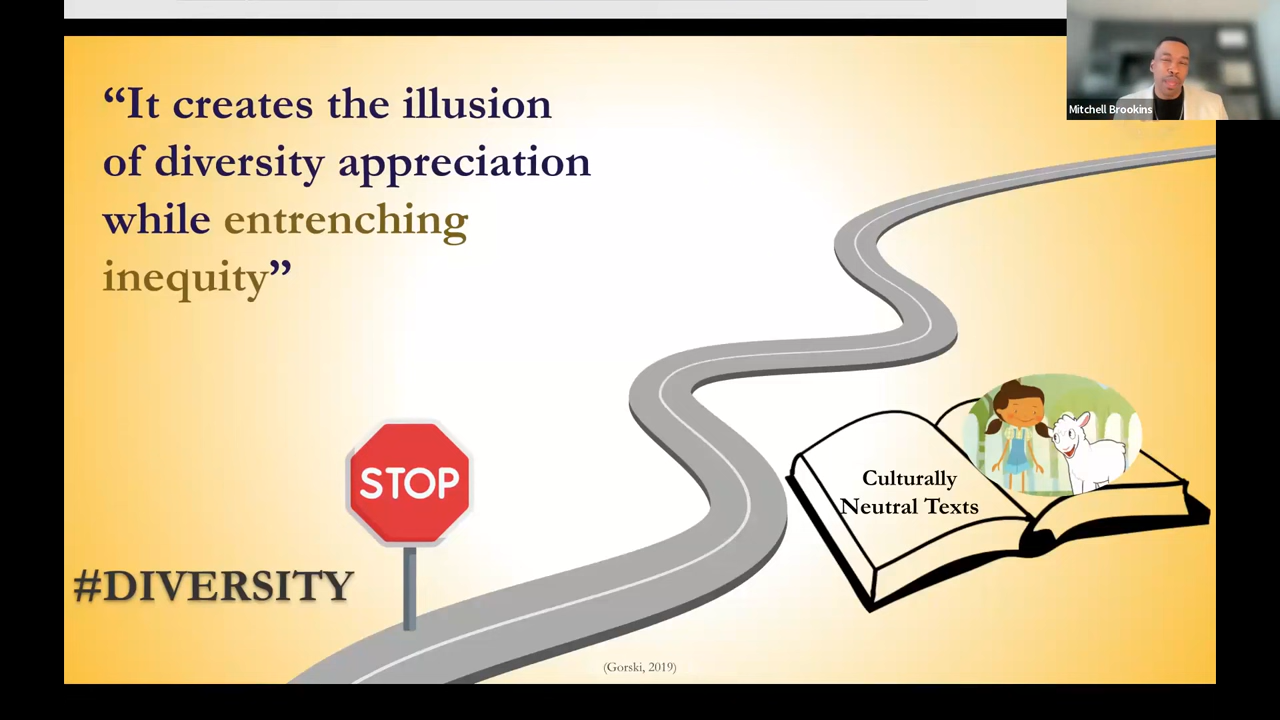 Mitchell Brookins
“It creates the illusion
of diversity appreciation
while entrenching
inequity”
STOP
Culturally
Neutral Texts
#DIVERSITY
(Gorski, 2019)